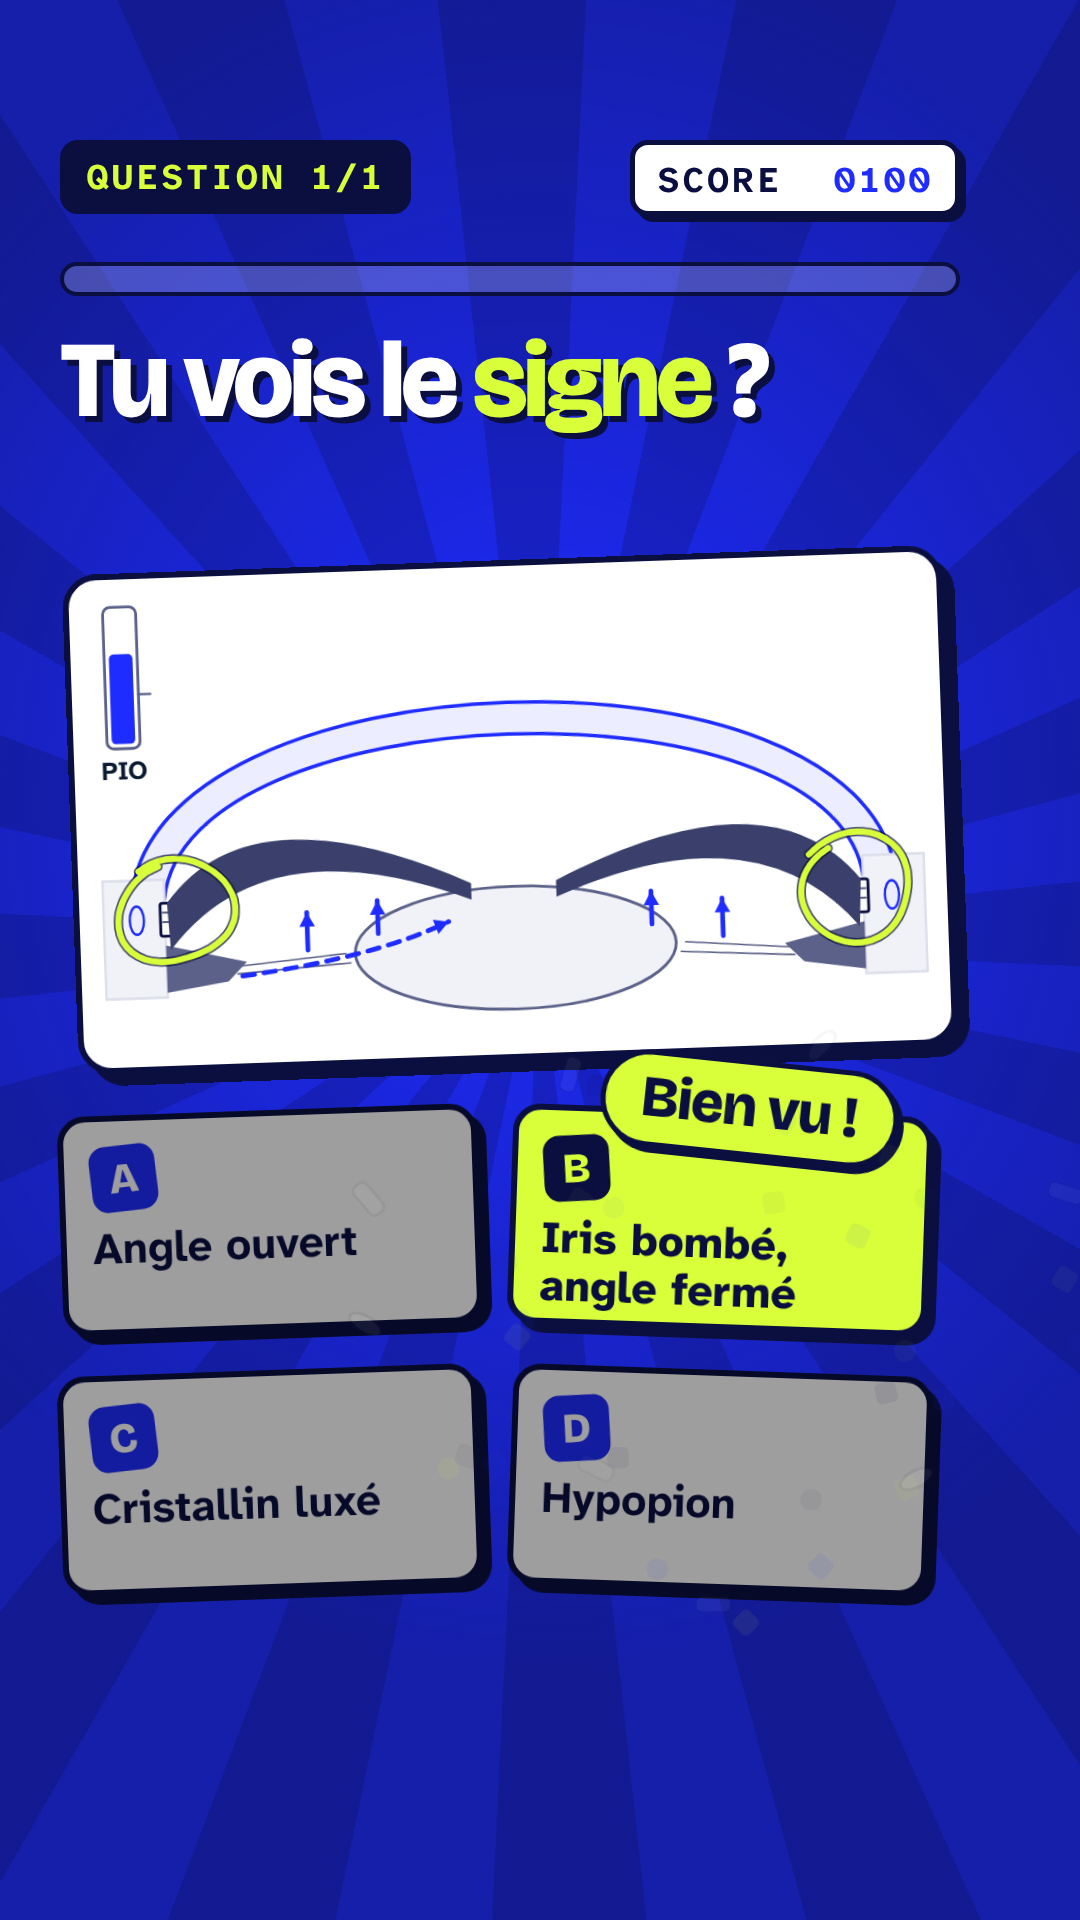 QUESTION 1/1
SCORE 0100
Tu vois le signe ?
PIO
Bien vu !
A
Angle ouvert
B
Iris bombé,
angle fermé
C
Cristallin luxé
D
Hypopion